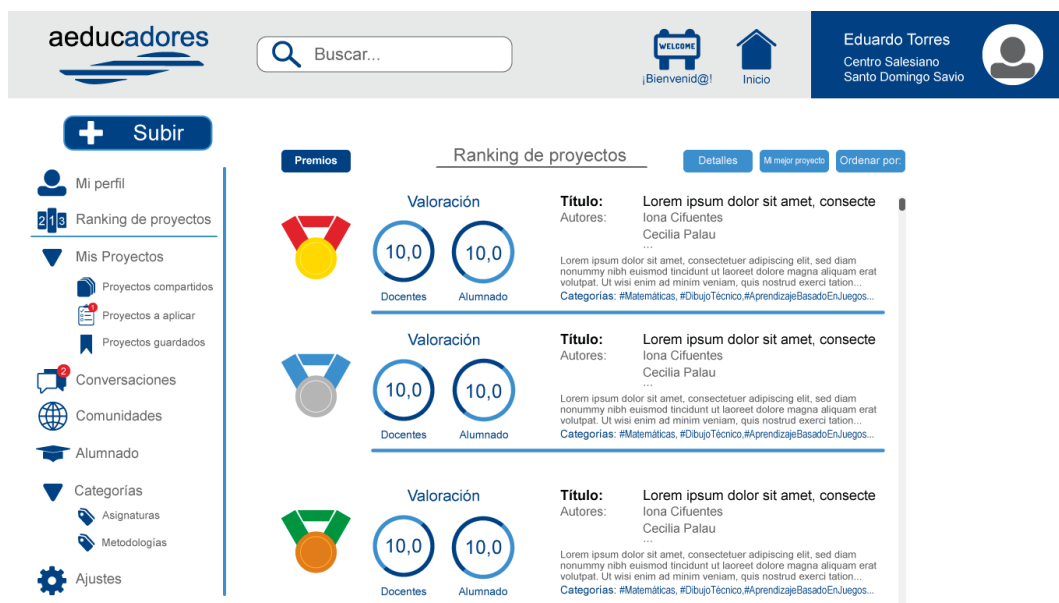 aeducadores
Buscar...
WELCOME
¡Bienvenid@!
Inicio
Eduardo Torres
Centro Salesiano
Santo Domingo Savio
Subir
Mi perfil
2 1 3
Ranking de proyectos
Mis Proyectos
Proyectos compartidos
1
Proyectos a aplicar
Proyectos guardados
2
Conversaciones
Comunidades
Alumnado
Categorías
Asignaturas
Metodologías
Ajustes
Premios
Ranking de proyectos
Detalles
Mi mejor proyecto
Ordenar por:
Valoración
10,0
10,0
Docentes
Alumnado
Título: Lorem ipsum dolor sit amet, consecte
Autores: Iona Cifuentes
Cecilia Palau
...
Lorem ipsum dolor sit amet, consectetuer adipiscing elit, sed diam
nonummy nibh euismod tincidunt ut laoreet dolore magna aliquam erat
volutpat. Ut wisi enim ad minim veniam, quis nostrud exerci tation...
Categorias: #Matemáticas, #DibujoTécnico, #AprendizajeBasadoEnJuegos...
Valoración
10,0
10,0
Docentes
Alumnado
Título: Lorem ipsum dolor sit amet, consecte
Autores: Iona Cifuentes
Cecilia Palau
...
Lorem ipsum dolor sit amet, consectetuer adipiscing elit, sed diam
nonummy nibh euismod tincidunt ut laoreet dolore magna aliquam erat
volutpat. Ut wisi enim ad minim veniam, quis nostrud exerci tation...
Categorías: #Matemáticas, #DibujoTécnico,#AprendizajeBasadoEnJuegos...
Valoración
10,0
10,0
Docentes
Alumnado
Título: Lorem ipsum dolor sit amet, consecte
Autores: Iona Cifuentes
Cecilia Palau
...
Lorem ipsum dolor sit amet, consectetuer adipiscing elit, sed diam
nonummy nibh euismod tincidunt ut laoreet dolore magna aliquam erat
volutpat. Ut wisi enim ad minim veniam, quis nostrud exerci tation...
Categorías: #Matemáticas, #DibujoTécnico,#AprendizajeBasadoEnJuegos...